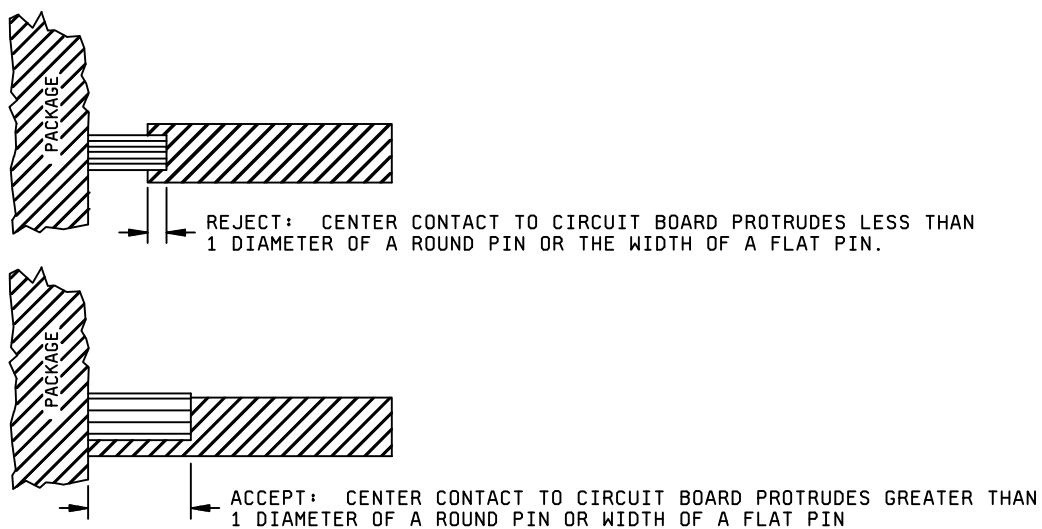 PACKAGE
REJECT: CENTER CONTACT TO CIRCUIT BOARD PROTRUDES LESS THAN
1 DIAMETER OF A ROUND PIN OR THE WIDTH OF A FLAT PIN.
PACKAGE
ACCEPT: CENTER CONTACT TO CIRCUIT BOARD PROTRUDES GREATER THAN
1 DIAMETER OF A ROUND PIN OR WIDTH OF A FLAT PIN